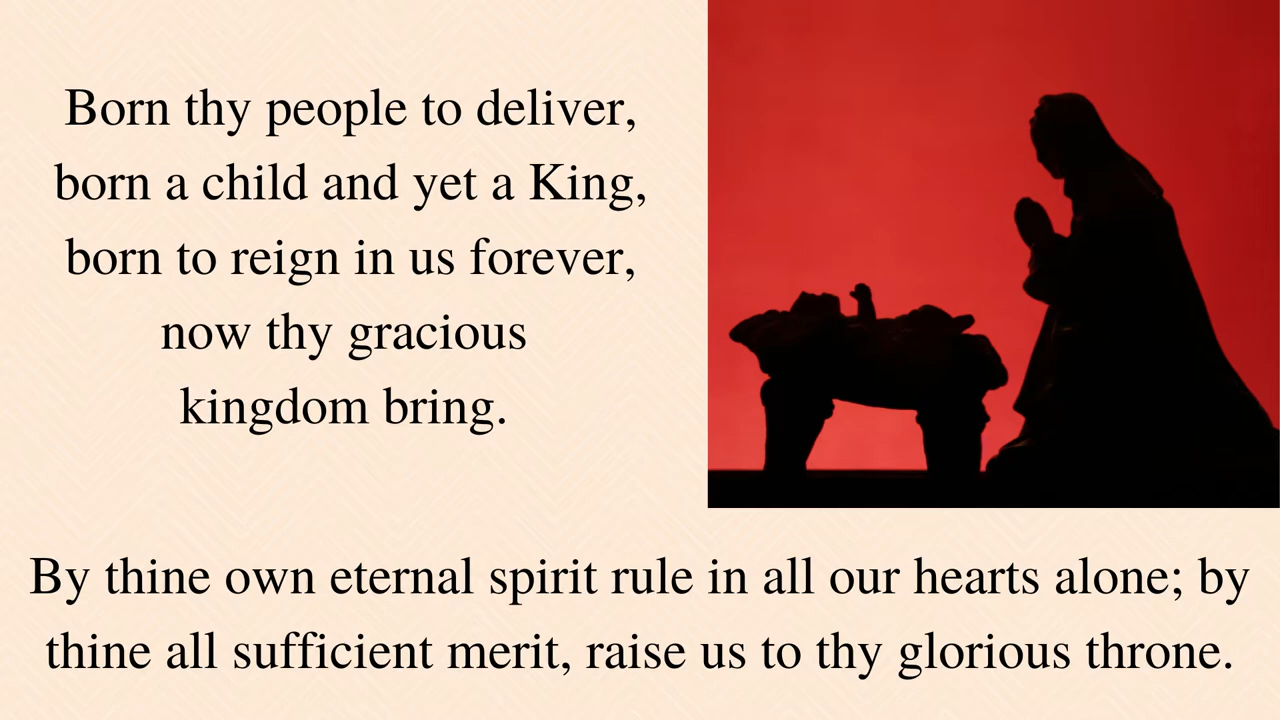 Born thy people to deliver,
born a child and yet a King,
born to reign in us forever,
now thy gracious
kingdom bring.
By thine own eternal spirit rule in all our hearts alone; by
thine all sufficient merit, raise us to thy glorious throne.